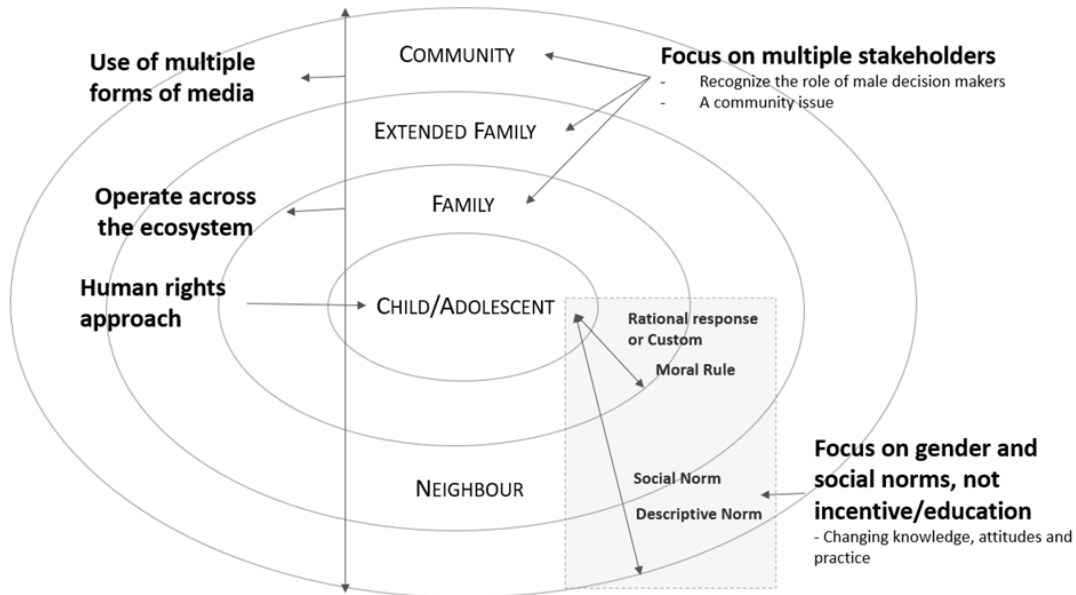 Use of multiple
forms of media
COMMUNITY
Focus on multiple stakeholders
- Recognize the role of male decision makers
- A community issue
EXTENDED FAMILY
Operate across
the ecosystem
FAMILY
Human rights
approach
CHILD/ADOLESCENT
Rational response
or Custom
Moral Rule
NEIGHBOUR
Social Norm
Descriptive Norm
Focus on gender and
social norms, not
incentive/education
- Changing knowledge, attitudes and
practice